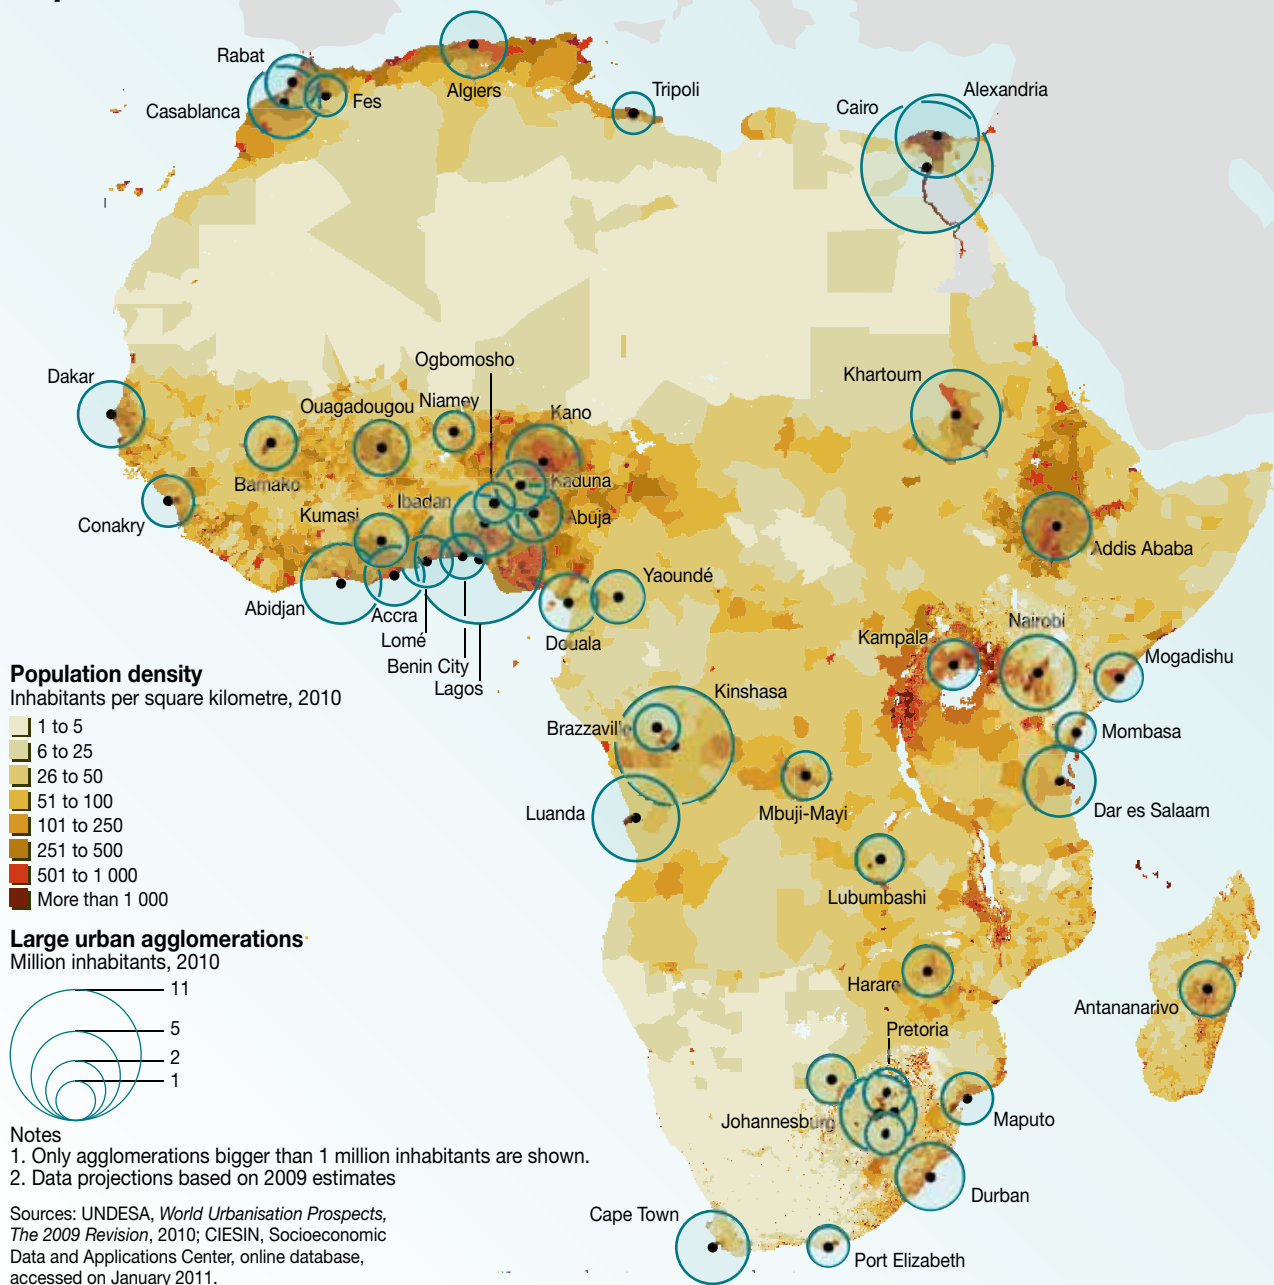 Rabat
Casablanca
Fes
Algiers
Tripoli
Cairo
Alexandria
Dakar
Ogbomosho
Ouagadougou
Niamey
Kano
Khartoum
Bamako
Ibadan
Kaduna
Conakry
Kumasi
Abuja
Addis Ababa
Abidjan
Accra
Yaoundé
Lomé
Douala
Benin City
Lagos
Kampala
Nairobi
Mogadishu
Kinshasa
Brazzaville
Mombasa
Luanda
Mbuji-Mayi
Dar es Salaam
Lubumbashi
Harare
Antananarivo
Pretoria
Johannesburg
Maputo
Durban
Cape Town
Port Elizabeth
Population density
Inhabitants per square kilometre, 2010
1 to 5
6 to 25
26 to 50
51 to 100
101 to 250
251 to 500
501 to 1 000
More than 1 000
Large urban agglomerations
Million inhabitants, 2010
11
5
2
1
Notes
1. Only agglomerations bigger than 1 million inhabitants are shown.
2. Data projections based on 2009 estimates
Sources: UNDESA, World Urbanisation Prospects,
The 2009 Revision, 2010; CIESIN, Socioeconomic
Data and Applications Center, online database,
accessed on January 2011.